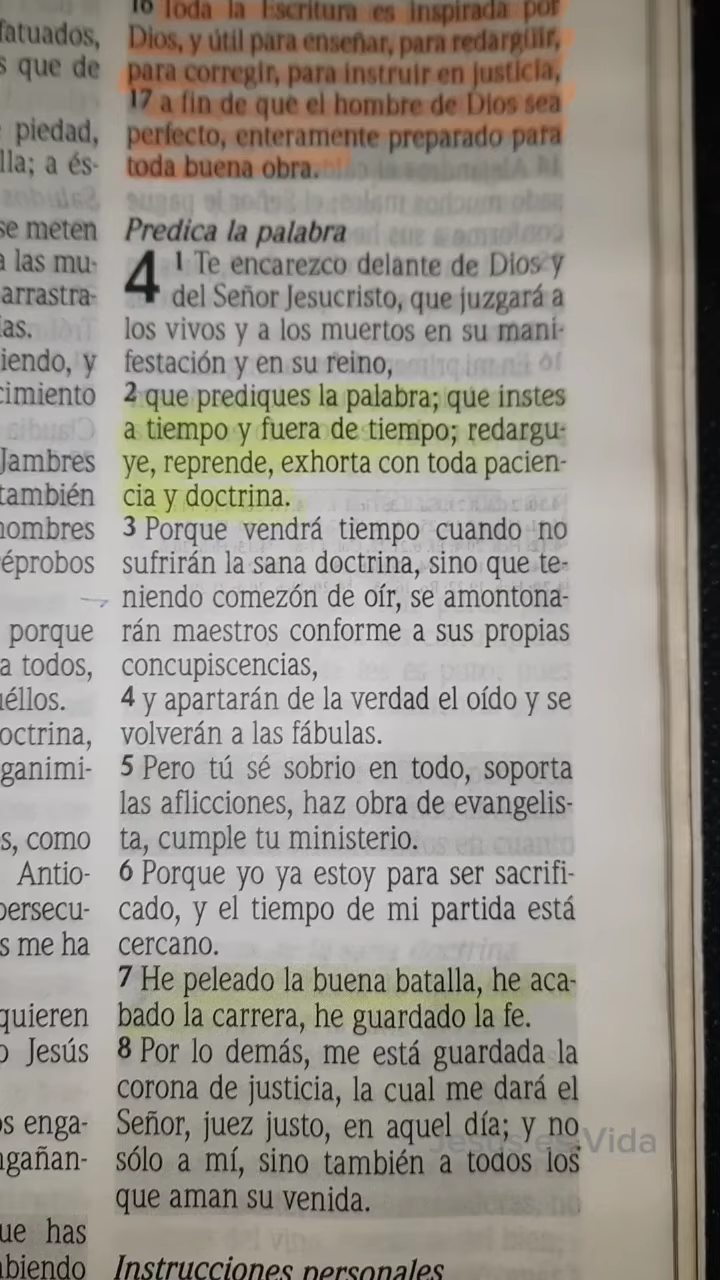 fatuados,
s que de
piedad,
lla; a és-
se meten
a las mu-
arrastra-
as.
iendo, y
cimiento
Jambres
también
hombres
éprobos
porque
a todos,
uéllos.
octrina,
ganimi-
s, como
Antio-
persecu-
s me ha
quieren
o Jesús
os enga-
ngañan-
ue has
abiendo
16 Toda la Escritura es inspirada por
Dios, y útil para enseñar, para redargüir,
para corregir, para instruir en justicia,
17 a fin de que el hombre de Dios sea
perfecto, enteramente preparado para
toda buena obra.
Predica la palabra
4 1 Te encarezco delante de Dios y
del Señor Jesucristo, que juzgará a
los vivos y a los muertos en su mani-
festación y en su reino,
2 que prediques la palabra; que instes
a tiempo y fuera de tiempo; redargu-
ye, reprende, exhorta con toda pacien-
cia y doctrina.
3 Porque vendrá tiempo cuando no
sufrirán la sana doctrina, sino que te-
niendo comezón de oír, se amontona-
rán maestros conforme a sus propias
concupiscencias,
4 y apartarán de la verdad el oído y se
volverán a las fábulas.
5 Pero tú sé sobrio en todo, soporta
las aflicciones, haz obra de evangelis-
ta, cumple tu ministerio.
6 Porque yo ya estoy para ser sacrifi-
cado, y el tiempo de mi partida está
cercano.
7 He peleado la buena batalla, he aca-
bado la carrera, he guardado la fe.
8 Por lo demás, me está guardada la
corona de justicia, la cual me dará el
Señor, juez justo, en aquel día; y no
sólo a mí, sino también a todos los
que aman su venida.
Instrucciones personales
Jesús es Vida